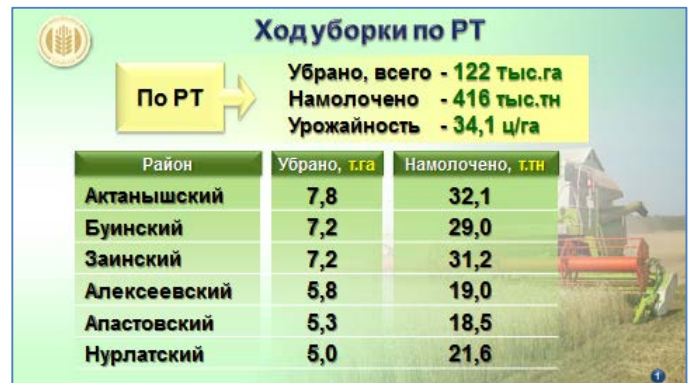 Ход уборки по РТ
По РТ
Убрано, всего - 122 тыс.га
Намолочено - 416 тыс.тн
Урожайность - 34,1 ц/га
Район Убрано, т.га Намолочено, т.тн
Актанышский 7,8 32,1
Буинский 7,2 29,0
Заинский 7,2 31,2
Алексеевский 5,8 19,0
Апастовский 5,3 18,5
Нурлатский 5,0 21,6
1